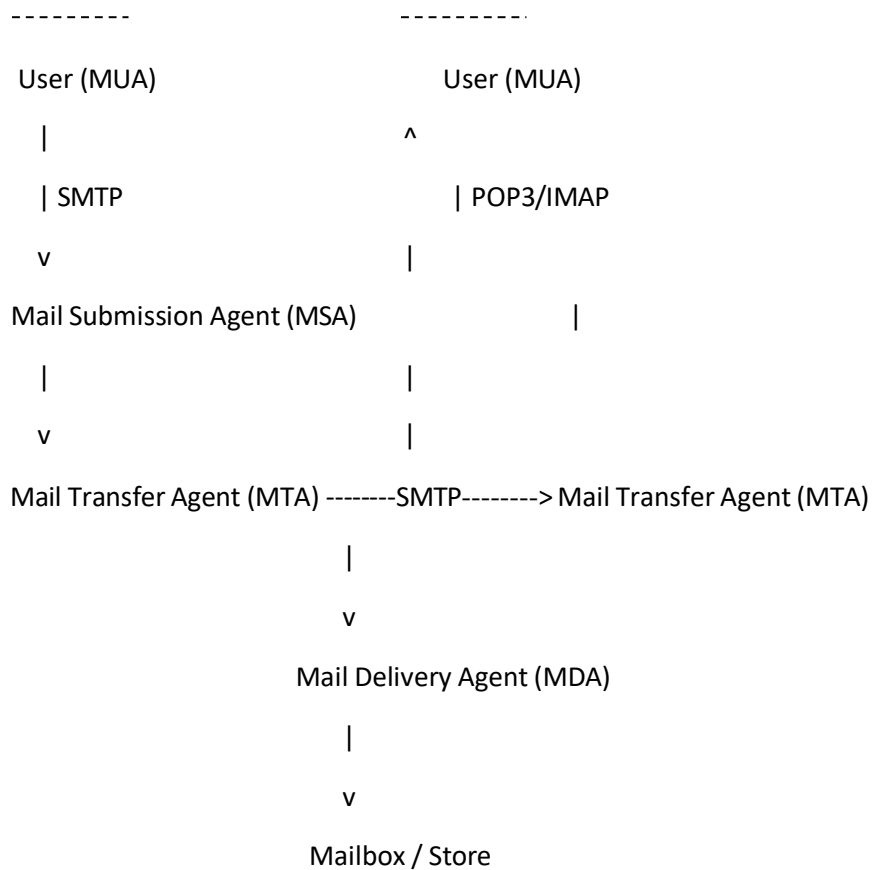 --------- ----------
User (MUA) User (MUA)
| ^
| SMTP | POP3/IMAP
v |
Mail Submission Agent (MSA) |
| |
v |
Mail Transfer Agent (MTA) --------SMTP--------> Mail Transfer Agent (MTA)
|
v
Mail Delivery Agent (MDA)
|
v
Mailbox / Store